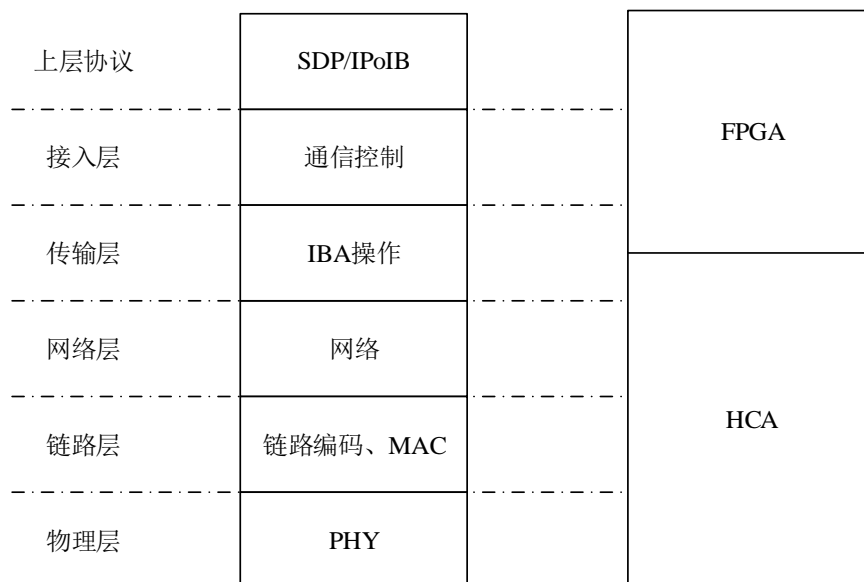 上层协议
SDP/IPoIB
FPGA
接入层
通信控制
传输层
IBA操作
网络层
网络
HCA
链路层
链路编码、MAC
物理层
PHY